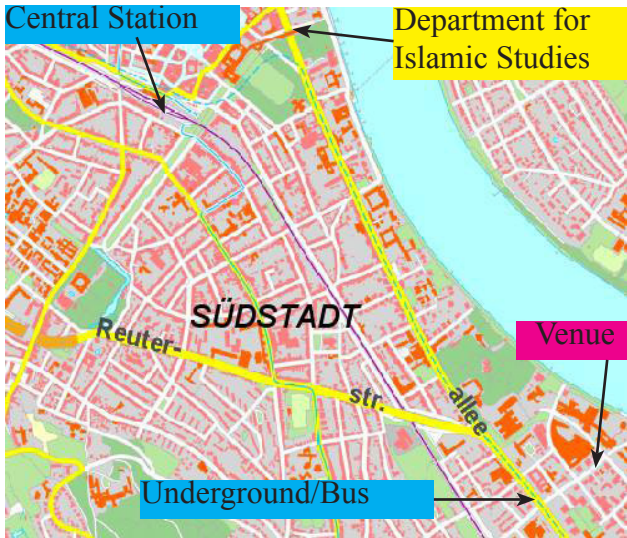 Central Station
Department for
Islamic Studies
SÜDSTADT
Reuter-
str.
allee
Venue
Underground/Bus